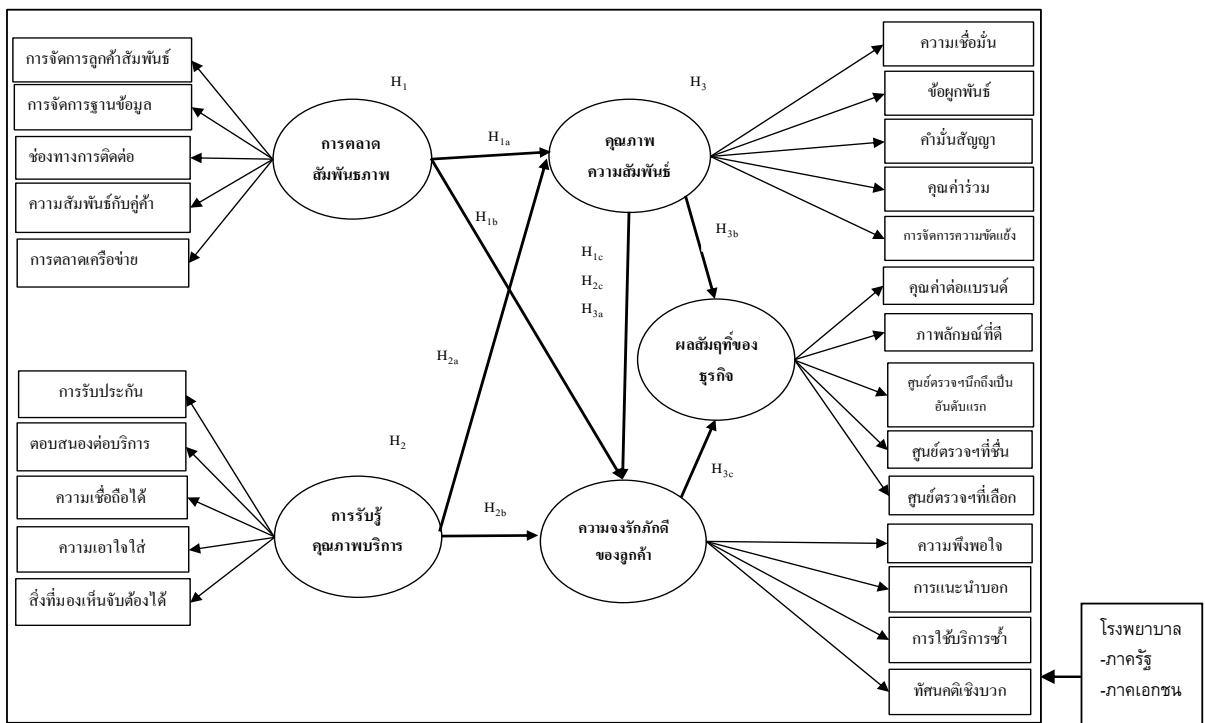 การจัดการลูกค้าสัมพันธ์
การจัดการฐานข้อมูล
ช่องทางการติดต่อ
ความสัมพันธ์กับคู่ค้า
การตลาดเครือข่าย
H1
การตลาด
สัมพันธภาพ
H1a
H1b
H3
คุณภาพ
ความสัมพันธ์
ความเชื่อมั่น
ข้อผูกพันธ์
คำมั่นสัญญา
คุณค่าร่วม
การจัดการความขัดแย้ง
H1c
H2c
H3a
H3b
ผลสัมฤทธิ์ของ
ธุรกิจ
คุณค่าต่อแบรนด์
ภาพลักษณ์ที่ดี
ศูนย์ตรวจฯนึกถึงเป็น
อันดับแรก
ศูนย์ตรวจฯที่ชื่น
ศูนย์ตรวจฯที่เลือก
การรับประกัน
ตอบสนองต่อบริการ
ความเชื่อถือได้
ความเอาใจใส่
สิ่งที่มองเห็นจับต้องได้
H2
การรับรู้
คุณภาพบริการ
H2a
H2b
H3c
ความจงรักภักดี
ของลูกค้า
ความพึงพอใจ
การแนะนำบอก
การใช้บริการซ้ำ
ทัศนคติเชิงบวก
โรงพยาบาล
-ภาครัฐ
-ภาคเอกชน